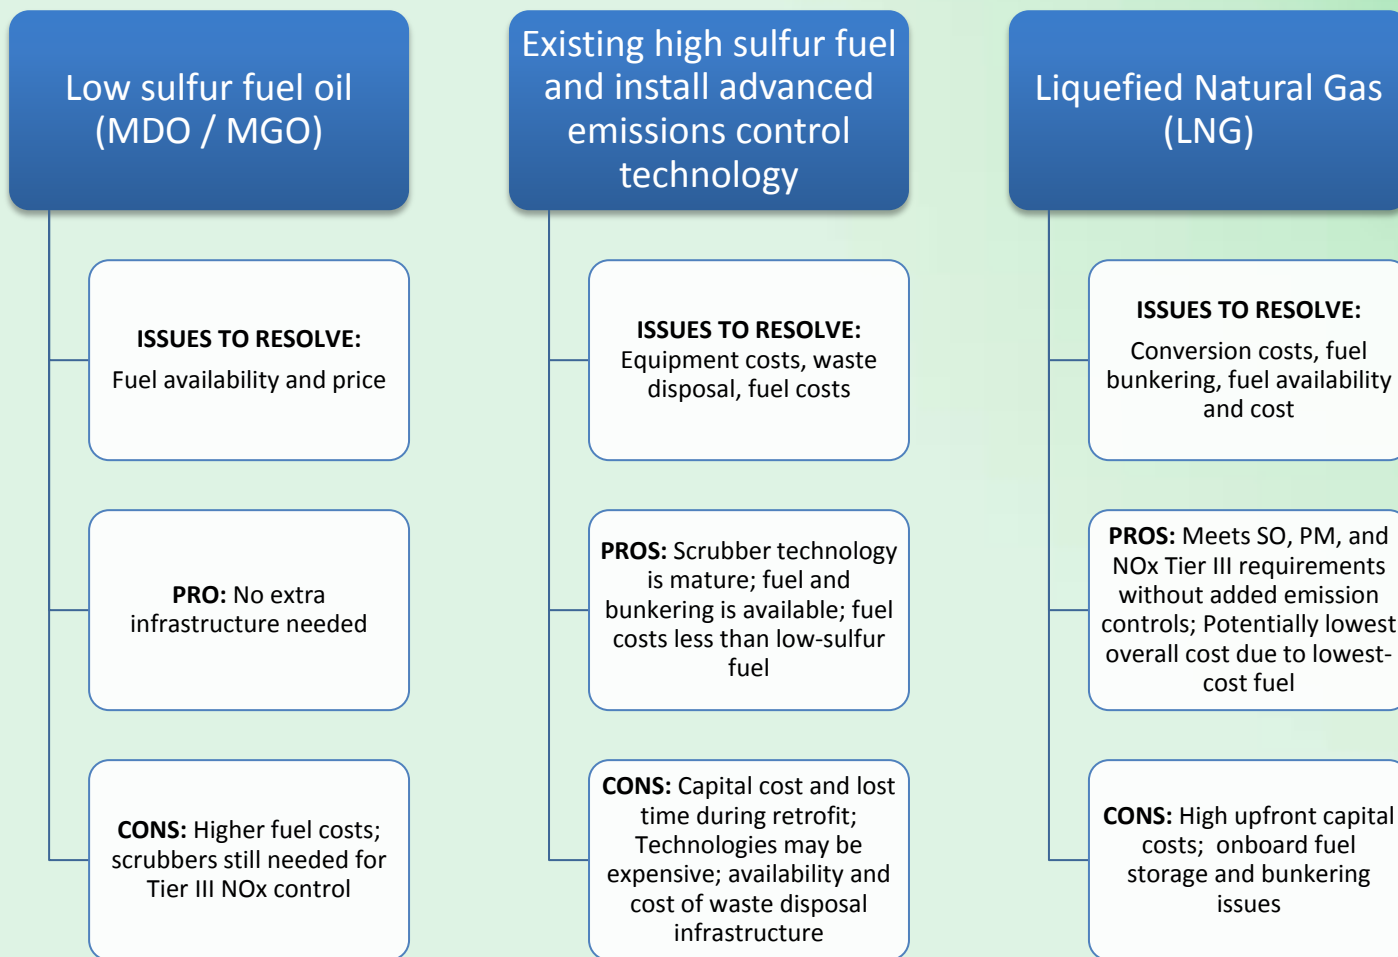 Low sulfur fuel oil
(MDO / MGO)
ISSUES TO RESOLVE:
Fuel availability and price
PRO: No extra
infrastructure needed
CONS: Higher fuel costs;
scrubbers still needed for
Tier III NOx control
Existing high sulfur fuel
and install advanced
emissions control
technology
ISSUES TO RESOLVE:
Equipment costs, waste
disposal, fuel costs
PROS: Scrubber technology
is mature; fuel and
bunkering is available; fuel
costs less than low-sulfur
fuel
CONS: Capital cost and lost
time during retrofit;
Technologies may be
expensive; availability and
cost of waste disposal
infrastructure
Liquefied Natural Gas
(LNG)
ISSUES TO RESOLVE:
Conversion costs, fuel
bunkering, fuel availability
and cost
PROS: Meets SO, PM, and
NOx Tier III requirements
without added emission
controls; Potentially lowest
overall cost due to lowest-
cost fuel
CONS: High upfront capital
costs;  onboard fuel
storage and bunkering
issues